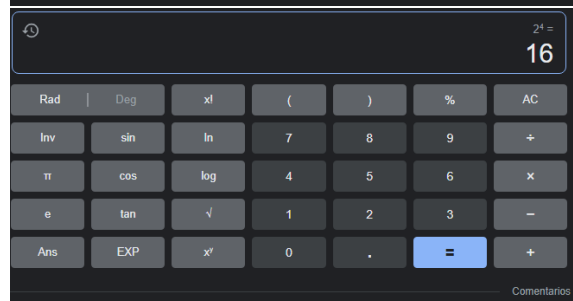 2⁴ =
16
Rad | Deg x! ( ) % AC
Inv sin ln 7 8 9 ÷
π cos log 4 5 6 ×
e tan √ 1 2 3 −
Ans EXP xʸ 0 . = +
Comentarios